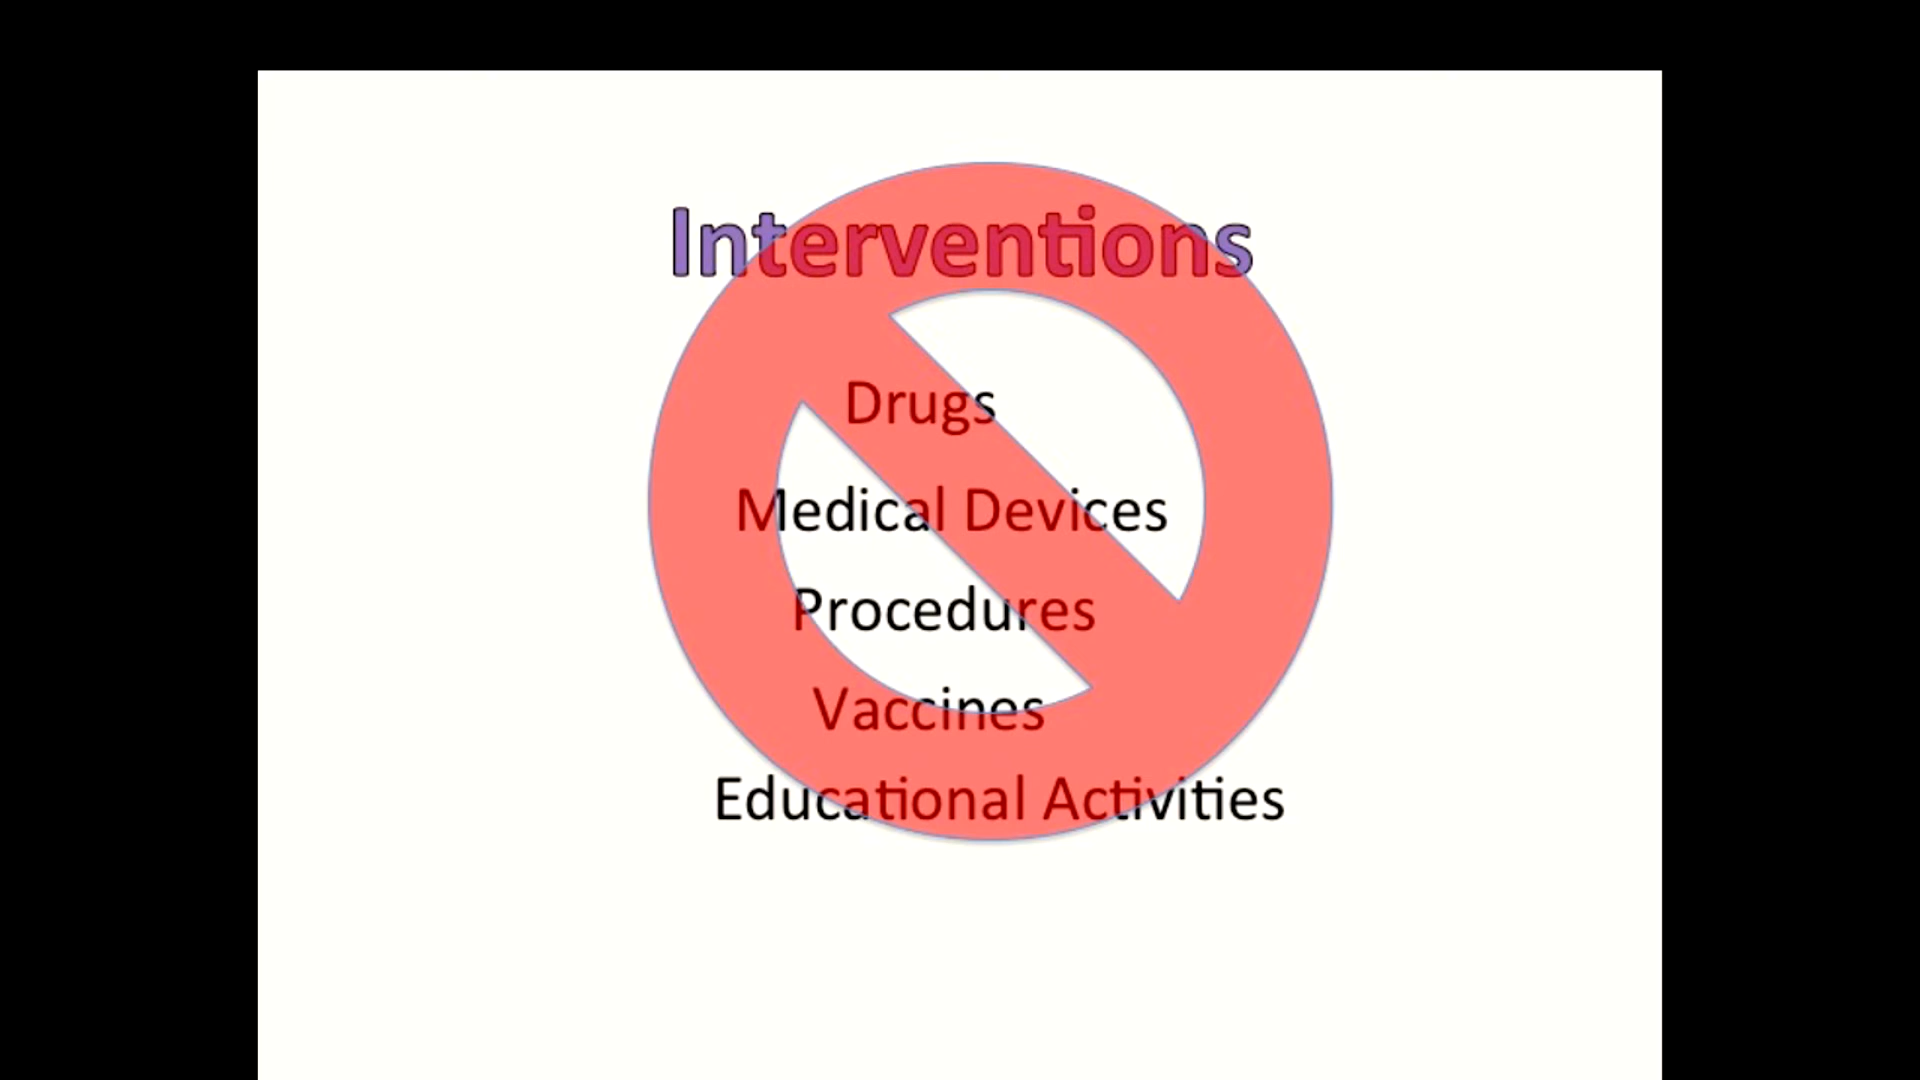 Interventions
Drugs
Medical Devices
Procedures
Vaccines
Educational Activities